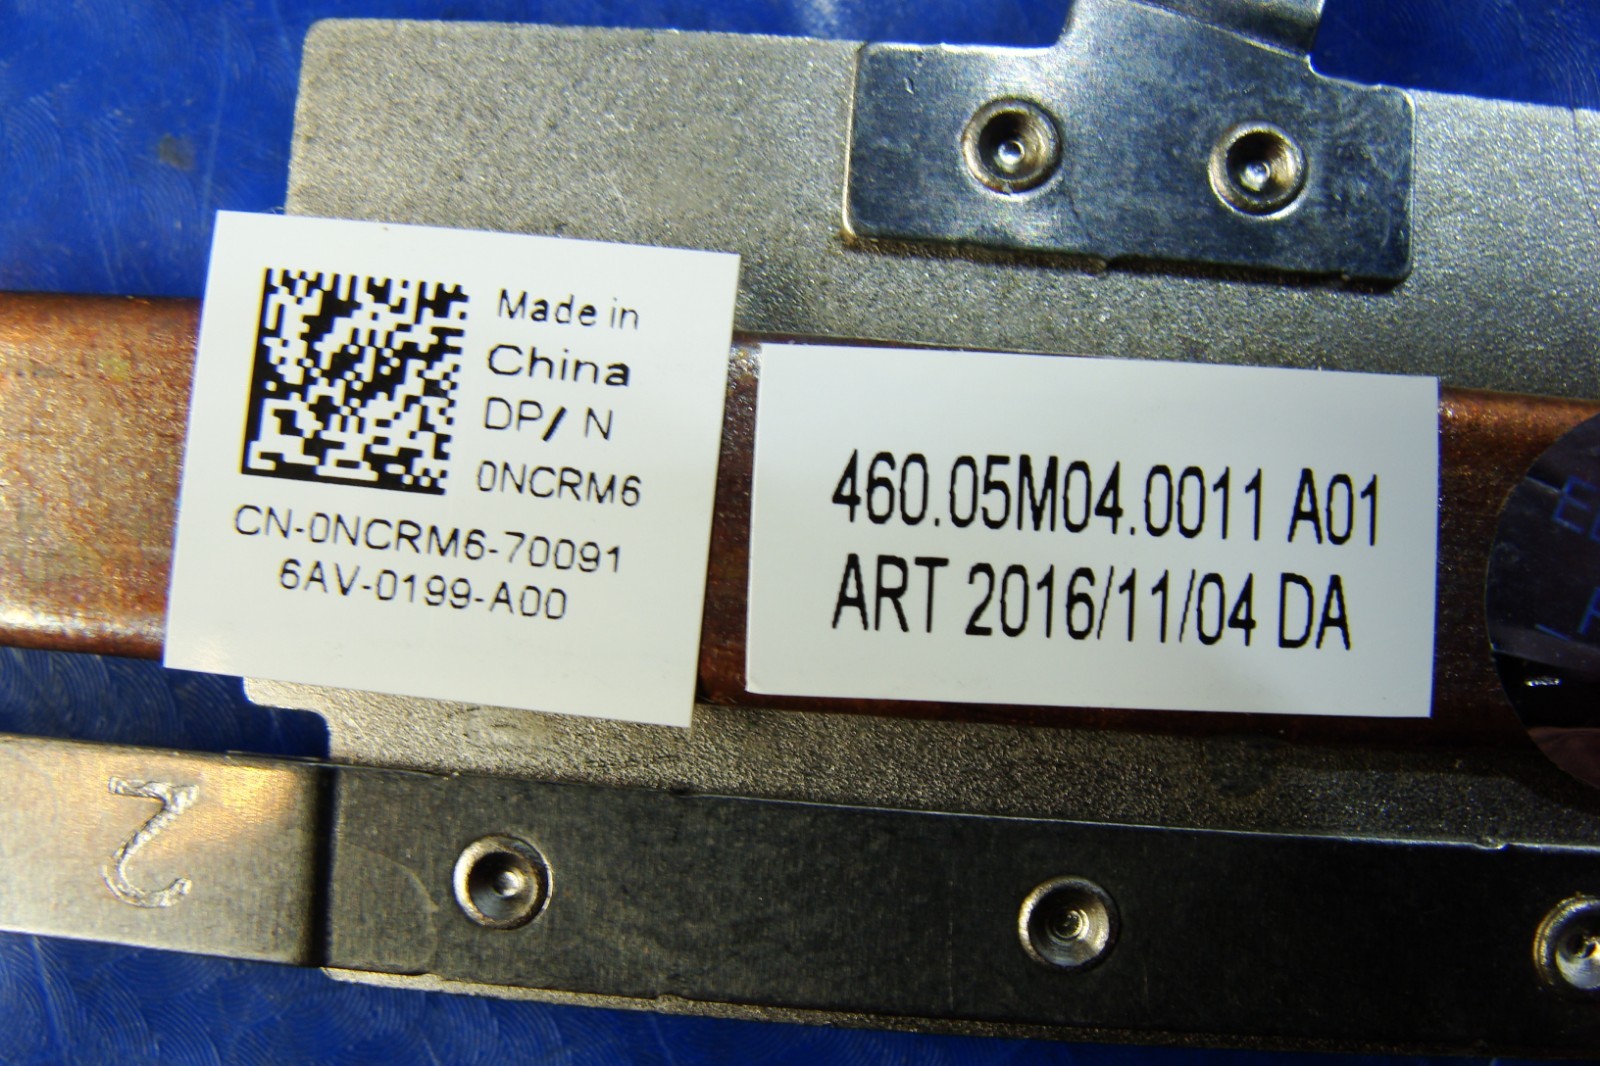 Made in
China
DP/ N
0NCRM6
CN-0NCRM6-70091
6AV-0199-A00
460.05M04.0011 A01
ART 2016/11/04 DA
2